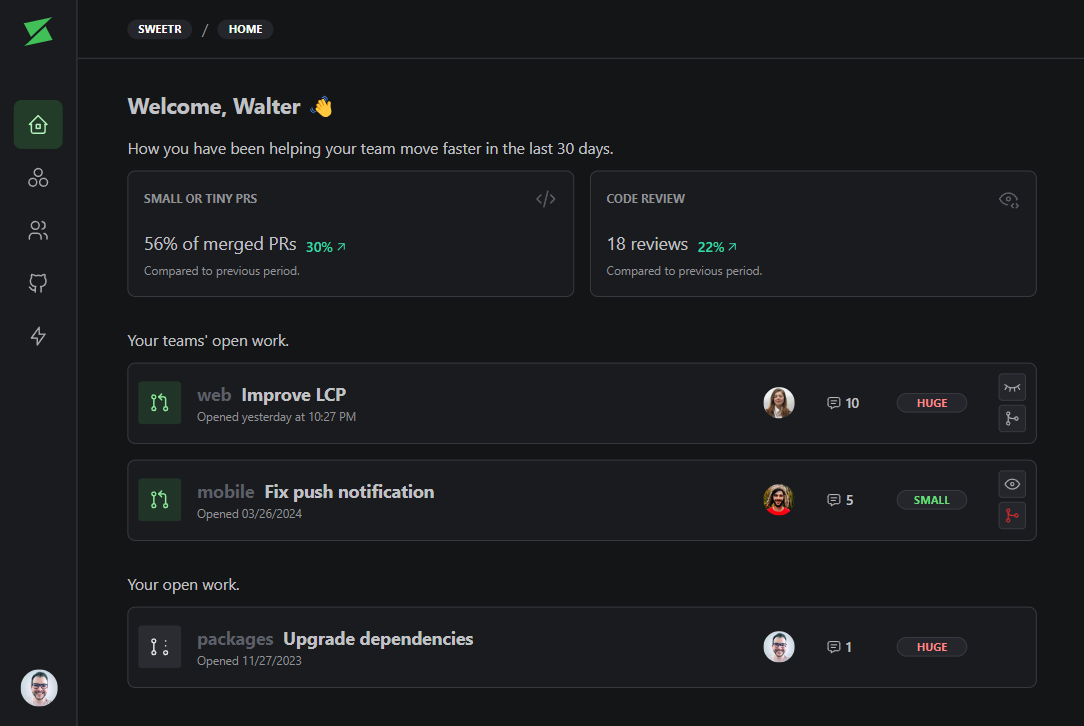 SWEETR / HOME
Welcome, Walter 👋
How you have been helping your team move faster in the last 30 days.
SMALL OR TINY PRS
56% of merged PRs 30%
Compared to previous period.
CODE REVIEW
18 reviews 22%
Compared to previous period.
Your teams' open work.
web Improve LCP
Opened yesterday at 10:27 PM
10
HUGE
mobile Fix push notification
Opened 03/26/2024
5
SMALL
Your open work.
packages Upgrade dependencies
Opened 11/27/2023
1
HUGE